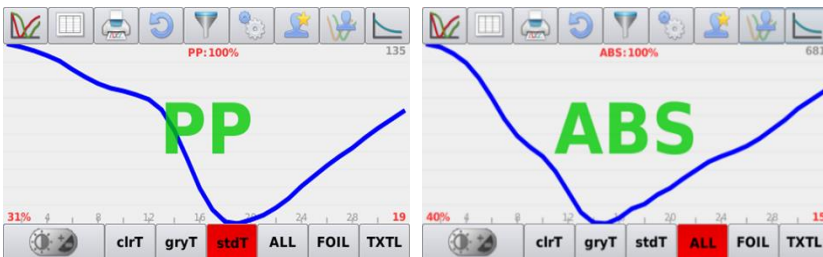 PP:100%
135
PP
31% 4 8 12 16 20 24 28 19
clrT gryT stdT ALL FOIL TXTL
ABS:100%
681
ABS
40% 4 8 12 16 20 24 28 15
clrT gryT stdT ALL FOIL TXTL